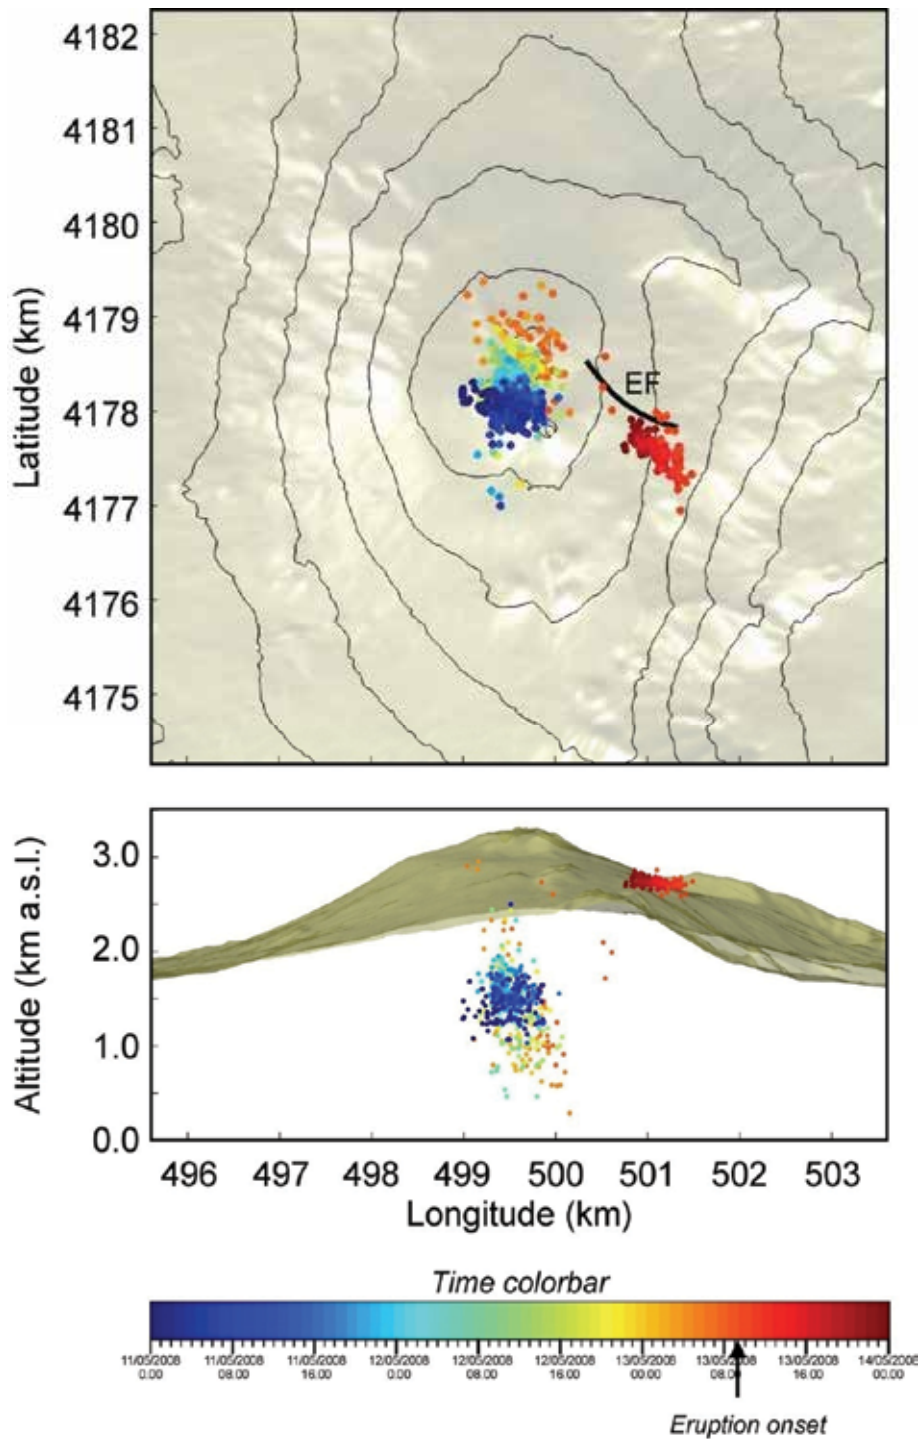 4182
4181
4180
4179
4178
4177
4176
4175
Latitude (km)
EF
3.0
2.0
1.0
0.0
Altitude (km a.s.l.)
496 497 498 499 500 501 502 503
Longitude (km)
Time colorbar
11/05/2008 11/05/2008 11/05/2008 12/05/2008 12/05/2008 12/05/2008 13/05/2008 13/05/2008 13/05/2008 14/05/2008
0.00 08.00 16.00 0.00 08.00 16.00 00.00 08.00 16.00 00.00
Eruption onset